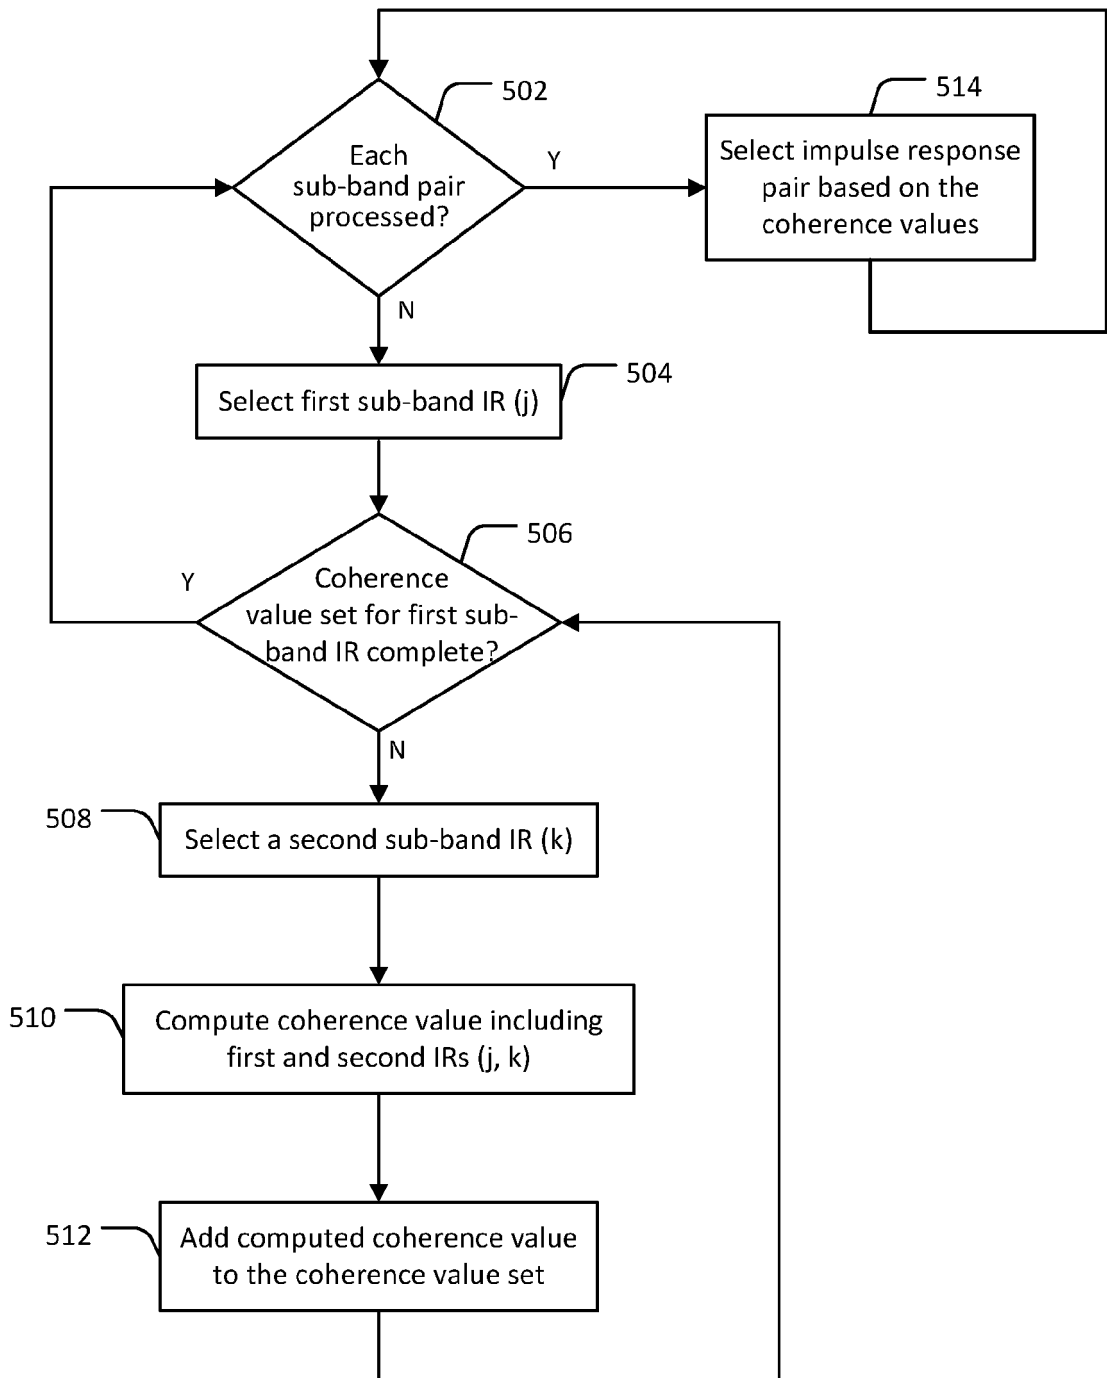 502
Each
sub-band pair
processed?
Y
514
Select impulse response
pair based on the
coherence values
N
504
Select first sub-band IR (j)
506
Y
Coherence
value set for first sub-
band IR complete?
N
508
Select a second sub-band IR (k)
510
Compute coherence value including
first and second IRs (j, k)
512
Add computed coherence value
to the coherence value set